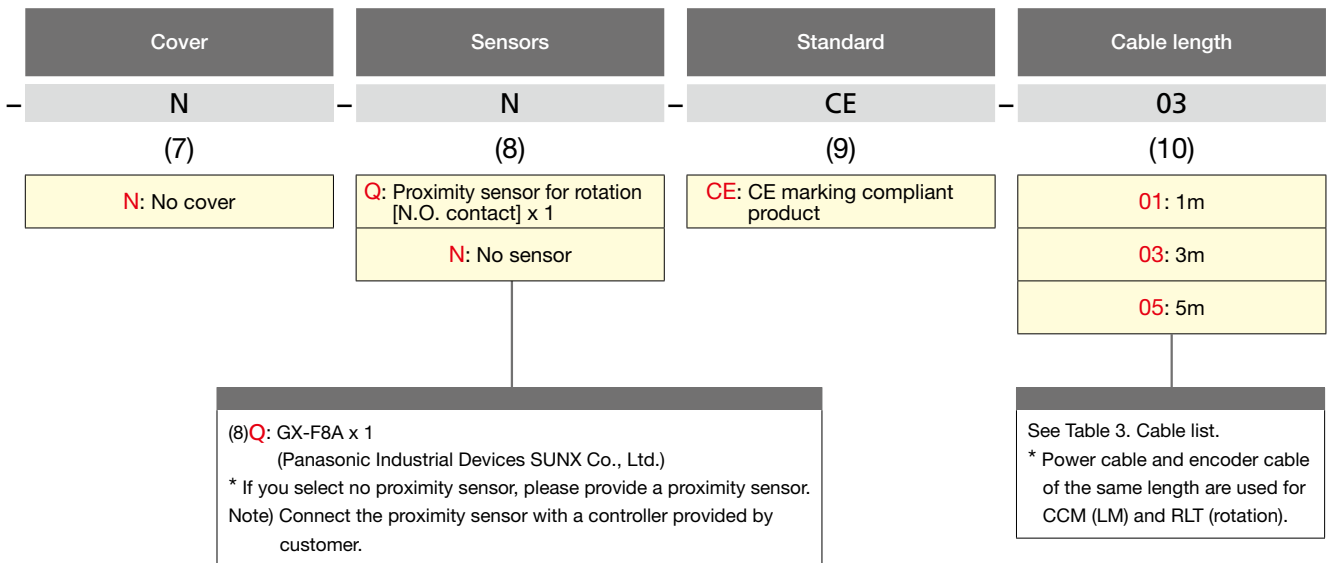 Cover Sensors Standard Cable length
– N – N – CE – 03
(7) (8) (9) (10)
N: No cover
Q: Proximity sensor for rotation
[N.O. contact] x 1
N: No sensor
CE: CE marking compliant
product
01: 1m
03: 3m
05: 5m
(8)Q: GX-F8A x 1
(Panasonic Industrial Devices SUNX Co., Ltd.)
* If you select no proximity sensor, please provide a proximity sensor.
Note) Connect the proximity sensor with a controller provided by
customer.
See Table 3. Cable list.
* Power cable and encoder cable
of the same length are used for
CCM (LM) and RLT (rotation).